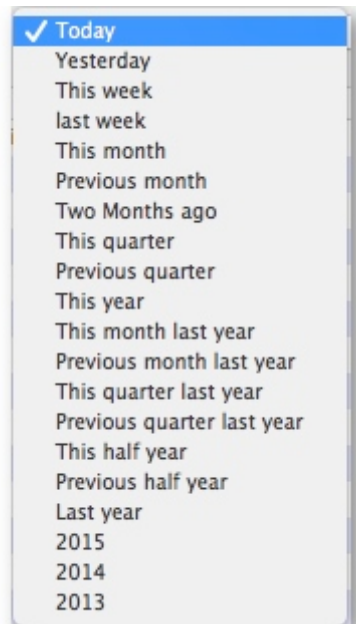 Today
Yesterday
This week
last week
This month
Previous month
Two Months ago
This quarter
Previous quarter
This year
This month last year
Previous month last year
This quarter last year
Previous quarter last year
This half year
Previous half year
Last year
2015
2014
2013